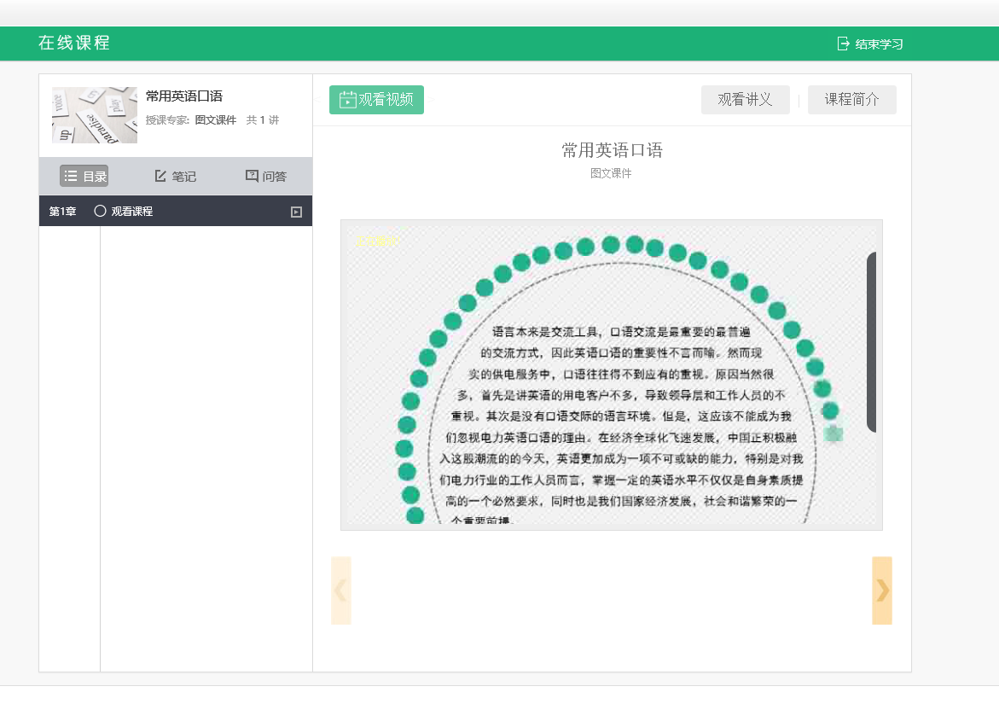 在线课程
结束学习
voice
play
paradise
up
常用英语口语
授课专家: 图文课件 共 1 讲
目录
笔记
问答
第1章 观看课程
观看视频
观看讲义
课程简介
常用英语口语
图文课件
语言本来是交流工具，口语交流是最重要的最普遍
的交流方式，因此英语口语的重要性不言而喻。然而现
实的供电服务中，口语往往得不到应有的重视。原因当然很
多，首先是讲英语的用电客户不多，导致领导层和工作人员的不
重视。其次是没有口语交际的语言环境。但是，这应该不能成为我
们忽视电力英语口语的理由。在经济全球化飞速发展，中国正积极融
入这股潮流的的今天，英语更加成为一项不可或缺的能力，特别是对我
们电力行业的工作人员而言，掌握一定的英语水平不仅仅是自身素质提
高的一个必然要求，同时也是我们国家经济发展，社会和谐繁荣的一
个重要前提。